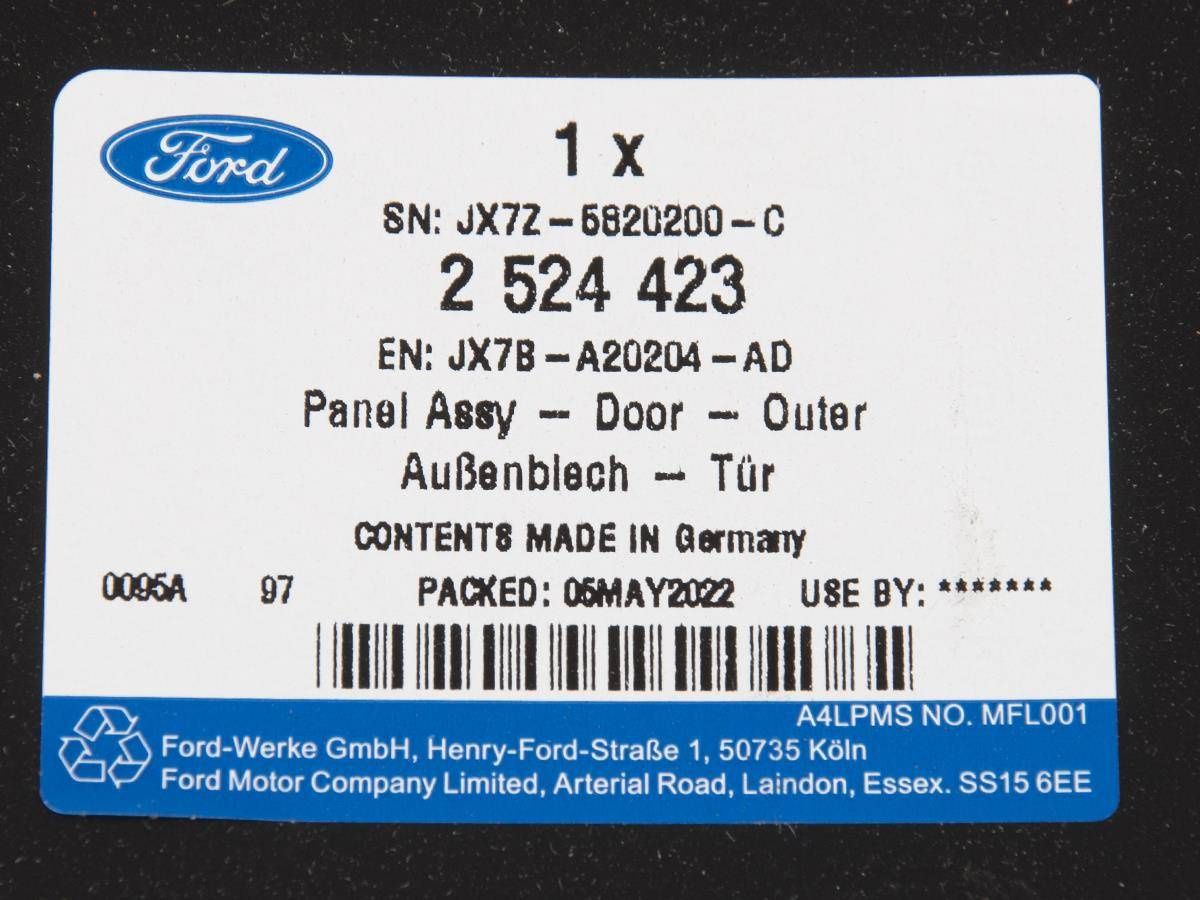 Ford
1 x
SN: JX7Z-5820200-C
2 524 423
EN: JX7B-A20204-AD
Panel Assy - Door - Outer
Außenblech - Tür
CONTENTS MADE IN Germany
0095A 97 PACKED: 05MAY2022 USE BY: *******
A4LPMS NO. MFL001
Ford-Werke GmbH, Henry-Ford-Straße 1, 50735 Köln
Ford Motor Company Limited, Arterial Road, Laindon, Essex. SS15 6EE